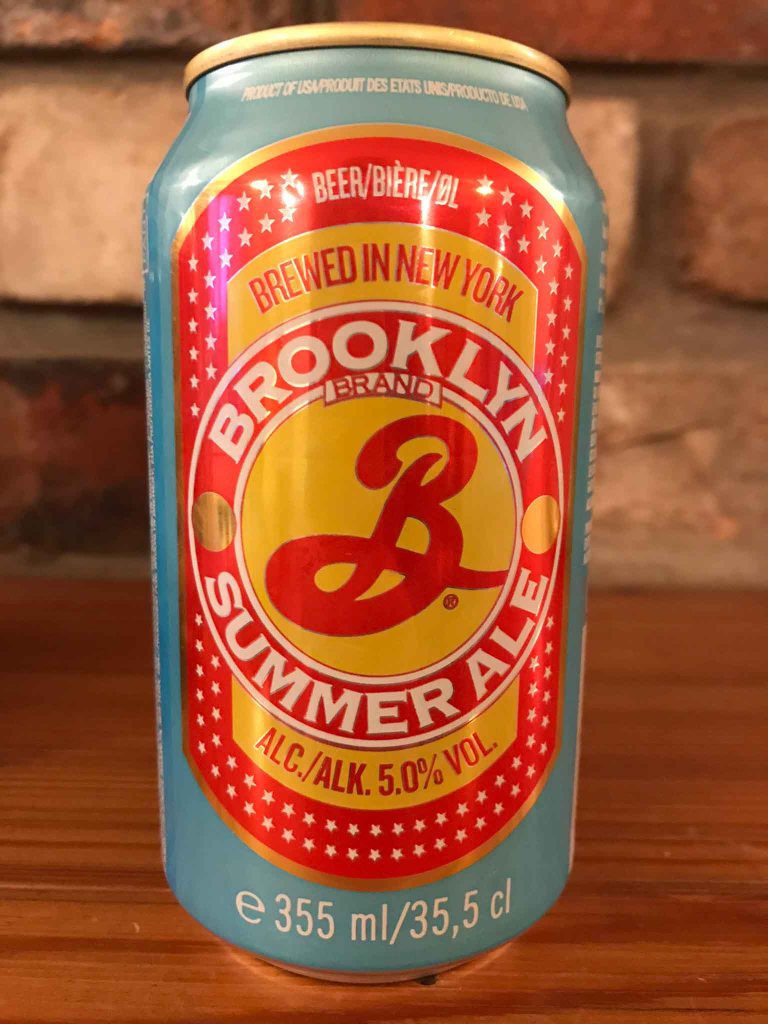 PRODUCT OF USA/PRODUIT DES ETATS UNIS/PRODUCTO DE USA
BEER/BIÈRE/ØL
BREWED IN NEW YORK
BROOKLYN
BRAND
B
®
SUMMER ALE
ALC./ALK. 5.0% VOL.
℮ 355 ml/35,5 cl